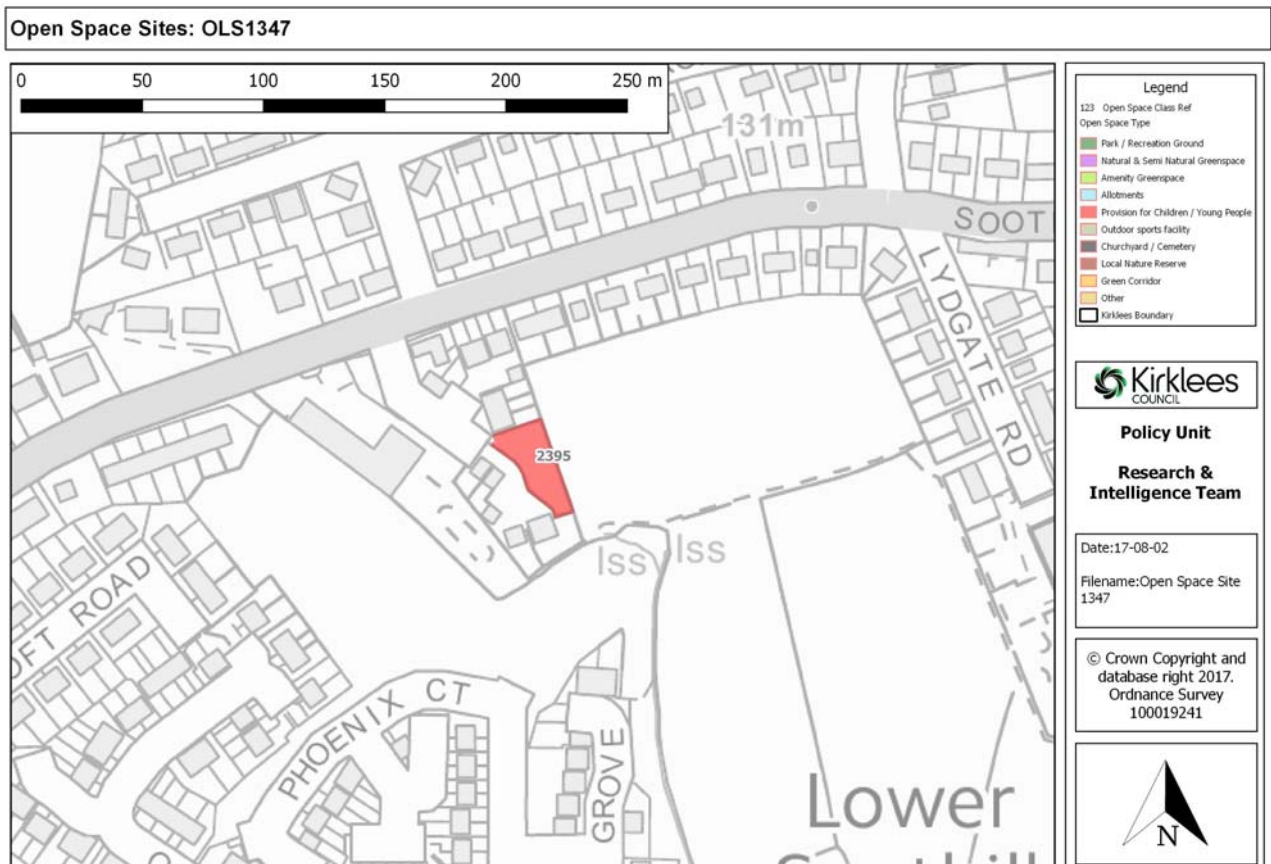 Open Space Sites: OLS1347
0 50 100 150 200 250 m
131m
SOOT
LYDGATE RD
2395
Iss Iss
OFT ROAD
PHOENIX CT
GROVE
Lower
Legend
123 Open Space Class Ref
Open Space Type
Park / Recreation Ground
Natural & Semi Natural Greenspace
Amenity Greenspace
Allotments
Provision for Children / Young People
Outdoor sports facility
Churchyard / Cemetery
Local Nature Reserve
Green Corridor
Other
Kirklees Boundary
Kirklees
COUNCIL
Policy Unit
Research &
Intelligence Team
Date:17-08-02
Filename:Open Space Site
1347
© Crown Copyright and
database right 2017.
Ordnance Survey
100019241
N